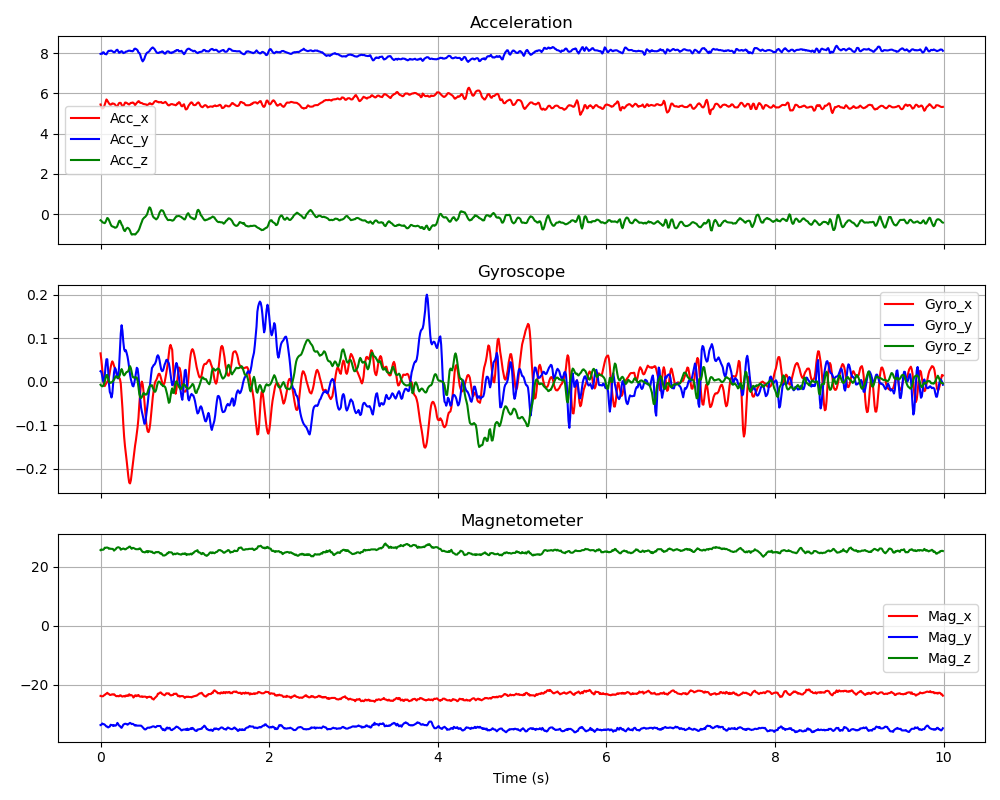 Acceleration
8
6
4
2
0
Acc_x
Acc_y
Acc_z
Gyroscope
0.2
0.1
0.0
−0.1
−0.2
Gyro_x
Gyro_y
Gyro_z
Magnetometer
20
0
−20
Mag_x
Mag_y
Mag_z
0 2 4 6 8 10
Time (s)